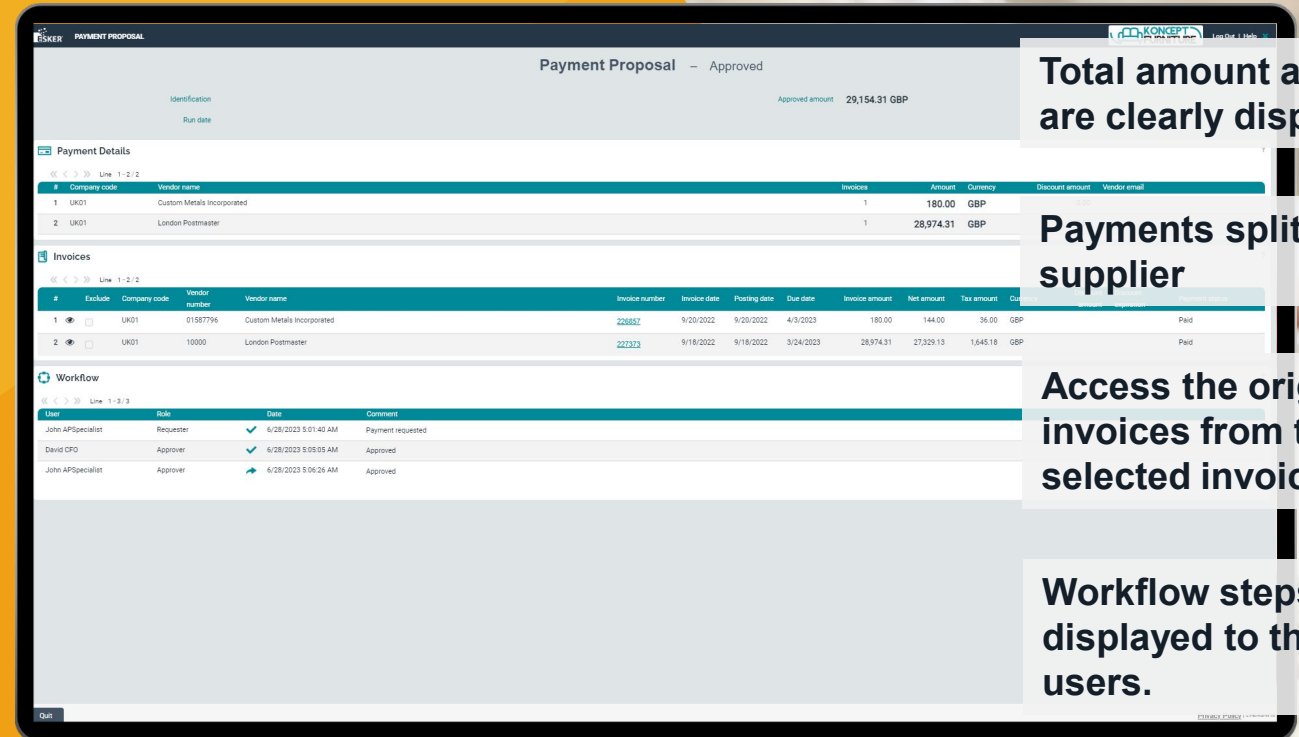 ESKER PAYMENT PROPOSAL KONCEPT FURNITURE Log Out | Help
Payment Proposal – Approved
Identification Approved amount 29,154.31 GBP
Run date
Payment Details
Line 1-2/2
# Company code Vendor name Invoices Amount Currency Discount amount Vendor email
1 UK01 Custom Metals Incorporated 1 180.00 GBP
2 UK01 London Postmaster 1 28,974.31 GBP
Invoices
Line 1-2/2
# Exclude Company code Vendor number Vendor name Invoice number Invoice date Posting date Due date Invoice amount Net amount Tax amount
1 UK01 01587796 Custom Metals Incorporated 226857 9/20/2022 9/20/2022 4/3/2023 180.00 144.00 36.00 GBP Paid
2 UK01 10000 London Postmaster 227373 9/18/2022 9/18/2022 3/24/2023 28,974.31 27,329.13 1,645.18 GBP Paid
Workflow
Line 1-3/3
User Role Date Comment
John APSpecialist Requester 6/28/2023 5:01:40 AM Payment requested
David CFO Approver 6/28/2023 5:05:05 AM Approved
John APSpecialist Approver 6/28/2023 5:06:26 AM Approved
Quit
Privacy Policy
Total amount a
are clearly disp
Payments split
supplier
Access the ori
invoices from t
selected invoic
Workflow steps
displayed to th
users.